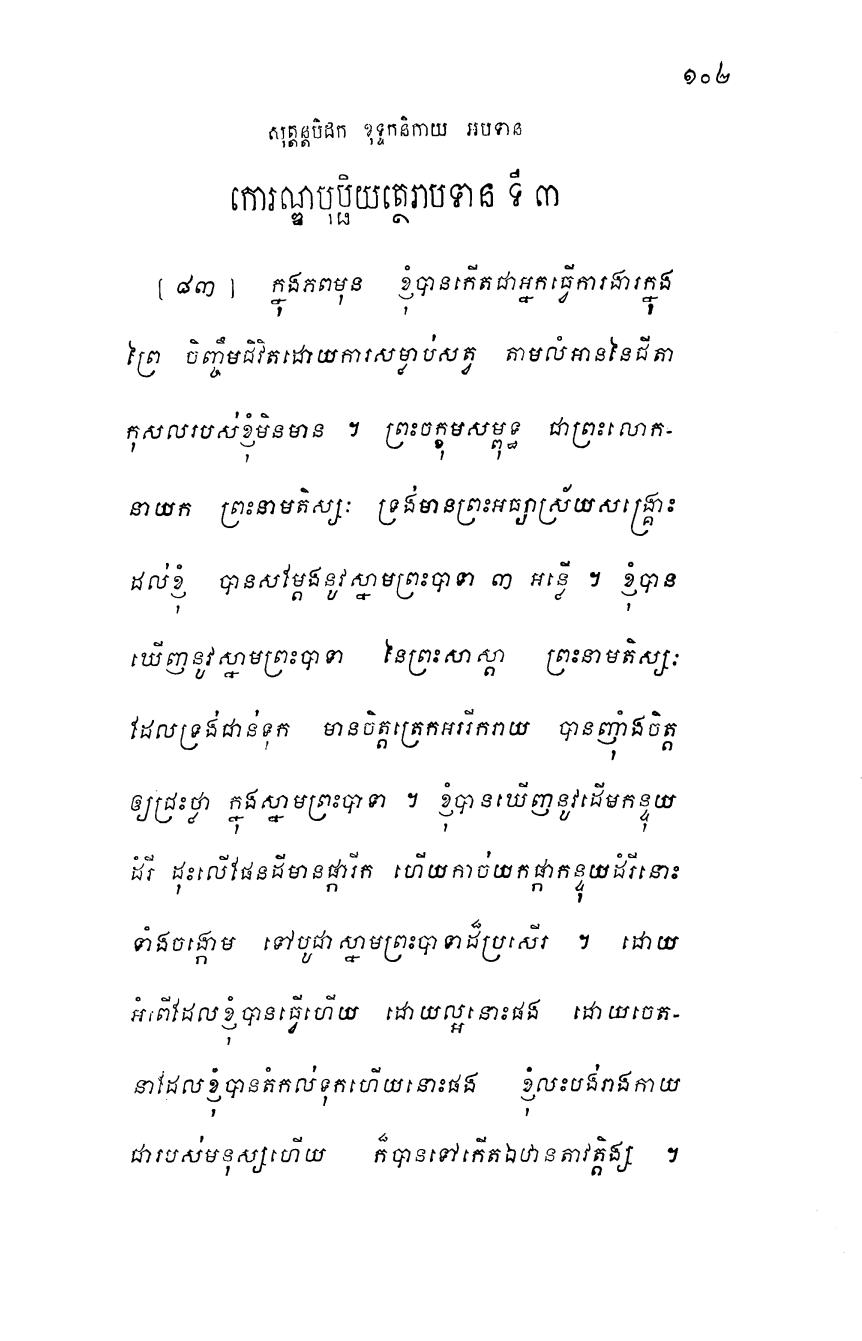 ១០២
សុត្តន្តបិដក ខុទ្ទកនិកាយ អបទាន
កោរណ្ឌបុប្ផិយត្ថេរាបទាន ទី ៣
[ ៨៣ ] ក្នុងភពមុន ខ្ញុំបានកើតជាអ្នកធ្វើការងារក្នុង
ព្រៃ ចិញ្ចឹមជិវិតដោយការសម្លាប់សត្វ តាមលំអាននៃជីតា
កុសលរបស់ខ្ញុំមិនមាន ។ ព្រះចក្ខុមសម្ពុទ្ធ ជាព្រះលោក-
នាយក ព្រះនាមតិស្សៈ ទ្រង់មានព្រះអធ្យាស្រ័យសង្គ្រោះ
ដល់ខ្ញុំ បានសម្តែងនូវស្នាមព្រះបាទា ៣ អន្លើ ។ ខ្ញុំបាន
ឃើញនូវស្នាមព្រះបាទា នៃព្រះសាស្តា ព្រះនាមតិស្សៈ
ដែលទ្រង់ជាន់ទុក មានចិត្តត្រេកអររីករាយ បានញ៉ាំងចិត្ត
ឲ្យជ្រះថ្លា ក្នុងស្នាមព្រះបាទា ។ ខ្ញុំបានឃើញនូវដើមកន្ទុយ
ដំរី ដុះលើផែនដីមានផ្ការីក ហើយកាច់យកផ្កាកន្ទុយដំរីនោះ
ទាំងចង្កោម ទៅបូជាស្នាមព្រះបាទាដ៏ប្រសើរ ។ ដោយ
អំពើដែលខ្ញុំបានធ្វើហើយ ដោយល្អនោះផង ដោយចេត-
នាដែលខ្ញុំបានតំកល់ទុកហើយនោះផង ខ្ញុំលះបង់រាងកាយ
ជារបស់មនុស្សហើយ ក៏បានទៅកើតឯឋានតាវត្តិង្ស ។